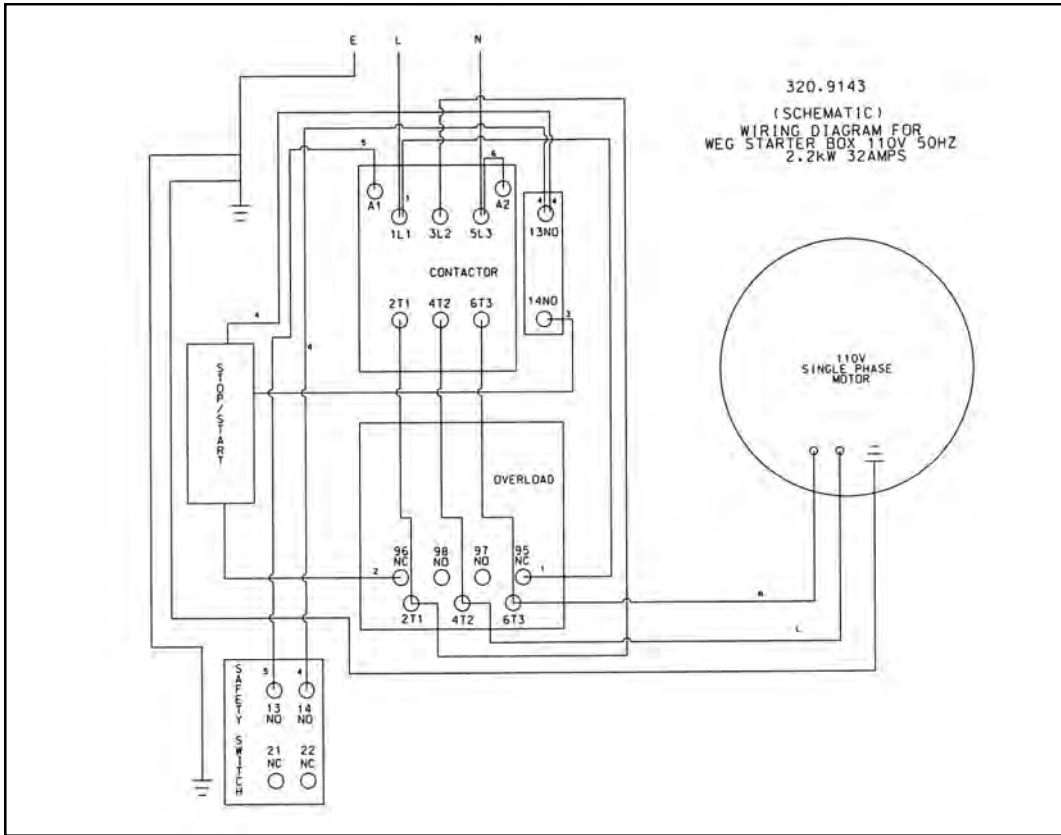 E L N
320.9143
(SCHEMATIC)
WIRING DIAGRAM FOR
WEG STARTER BOX 110V 50HZ
2.2kW 32AMPS
5 6
A1 1 A2 4 4
1L1 3L2 5L3 13NO
CONTACTOR
2T1 4T2 6T3 14NO
3
4
4
STOP/START
110V
SINGLE PHASE
MOTOR
OVERLOAD
96 98 97 95
NC NO NO NC
2 1
2T1 4T2 6T3
L
SAFETY SWITCH
5 4
13 14
NO NO
21 22
NC NC